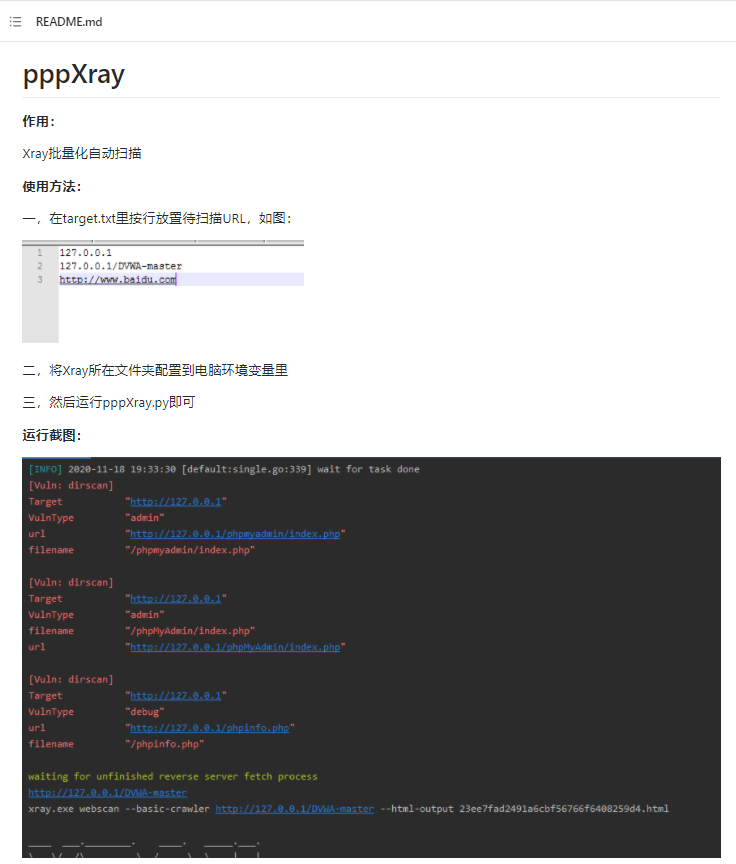 README.md
pppXray
作用：
Xray批量化自动扫描
使用方法：
一，在target.txt里按行放置待扫描URL，如图：
1 127.0.0.1
2 127.0.0.1/DVWA-master
3 http://www.baidu.com
二，将Xray所在文件夹配置到电脑环境变量里
三，然后运行pppXray.py即可
运行截图：
[INFO] 2020-11-18 19:33:30 [default:single.go:339] wait for task done
[Vuln: dirscan]
Target "http://127.0.0.1"
VulnType "admin"
url "http://127.0.0.1/phpmyadmin/index.php"
filename "/phpmyadmin/index.php"
[Vuln: dirscan]
Target "http://127.0.0.1"
VulnType "admin"
filename "/phpMyAdmin/index.php"
url "http://127.0.0.1/phpMyAdmin/index.php"
[Vuln: dirscan]
Target "http://127.0.0.1"
VulnType "debug"
url "http://127.0.0.1/phpinfo.php"
filename "/phpinfo.php"
waiting for unfinished reverse server fetch process
http://127.0.0.1/DVWA-master
xray.exe webscan --basic-crawler http://127.0.0.1/DVWA-master --html-output 23ee7fad2491a6cbf56766f6408259d4.html